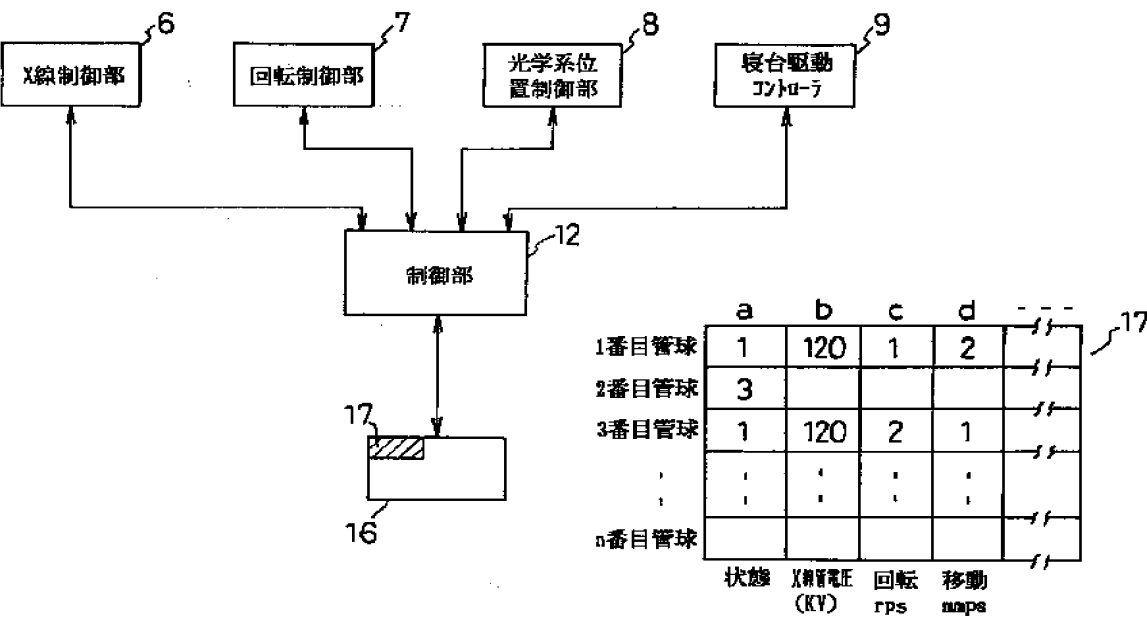 6
7
8
9
X線制御部
回転制御部
光学系位
置制御部
寝台駆動
コントローラ
12
制御部
17
16
a b c d - - -
17
1番目管球 1 120 1 2
2番目管球 3
3番目管球 1 120 2 1
n番目管球
状態 X線管電圧 回転 移動
(KV) rps mmps